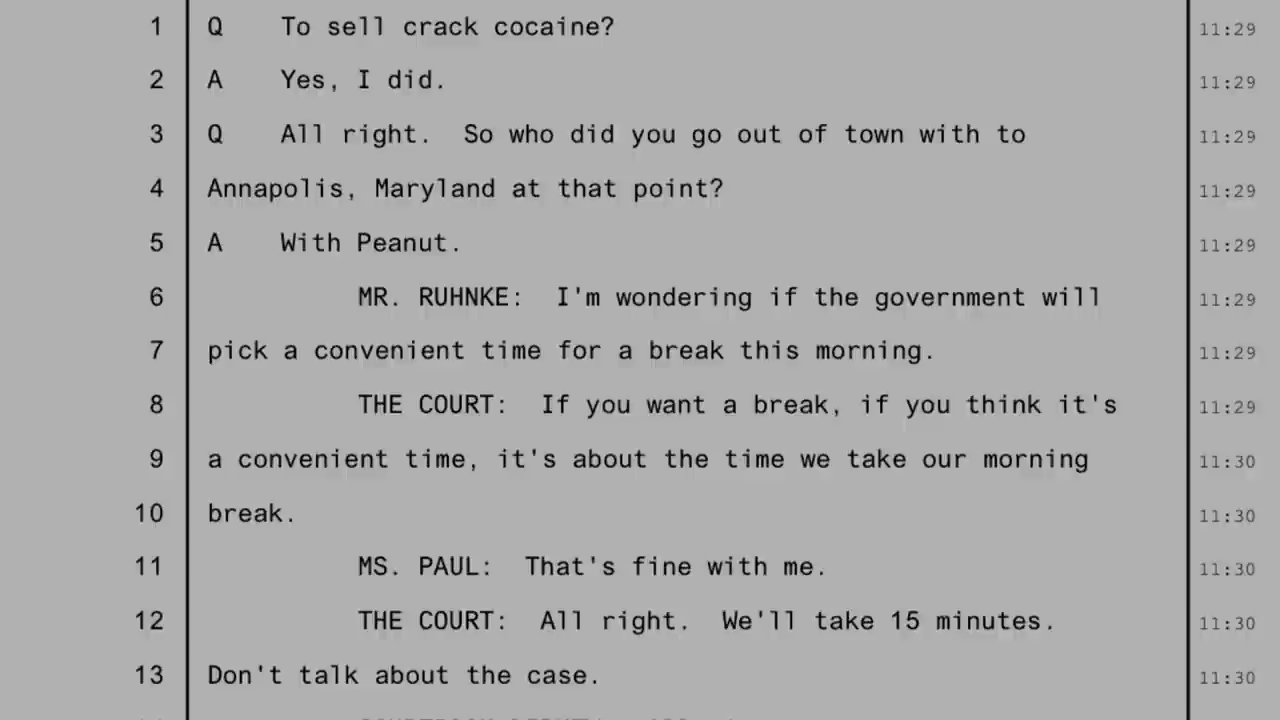 1 Q To sell crack cocaine? 11:29
2 A Yes, I did. 11:29
3 Q All right. So who did you go out of town with to 11:29
4 Annapolis, Maryland at that point? 11:29
5 A With Peanut. 11:29
6 MR. RUHNKE: I'm wondering if the government will 11:29
7 pick a convenient time for a break this morning. 11:29
8 THE COURT: If you want a break, if you think it's 11:29
9 a convenient time, it's about the time we take our morning 11:30
10 break. 11:30
11 MS. PAUL: That's fine with me. 11:30
12 THE COURT: All right. We'll take 15 minutes. 11:30
13 Don't talk about the case. 11:30